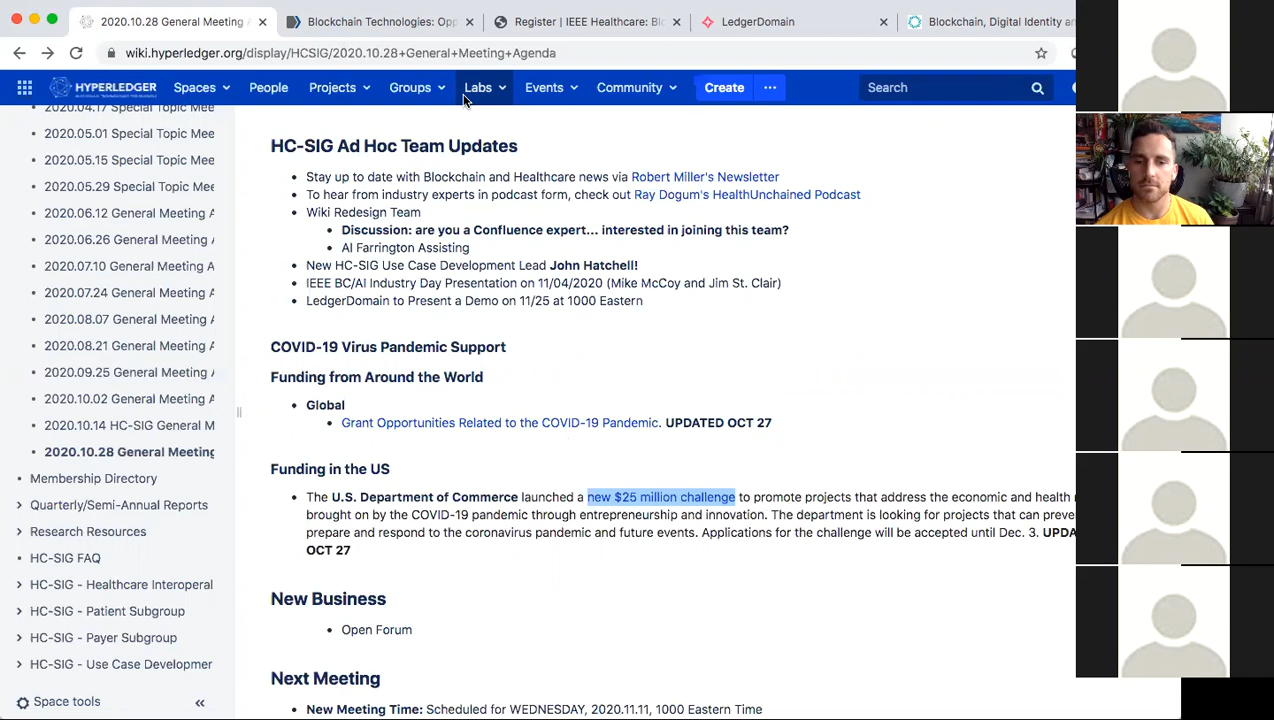 2020.10.28 General Meeting
Blockchain Technologies: Opp
Register | IEEE Healthcare: Blo
LedgerDomain
Blockchain, Digital Identity an
wiki.hyperledger.org/display/HCSIG/2020.10.28+General+Meeting+Agenda
HYPERLEDGER
Spaces
People
Projects
Groups
Labs
Events
Community
Create
Search
2020.04.17 Special Topic Mee
2020.05.01 Special Topic Mee
2020.05.15 Special Topic Mee
2020.05.29 Special Topic Mee
2020.06.12 General Meeting A
2020.06.26 General Meeting A
2020.07.10 General Meeting A
2020.07.24 General Meeting A
2020.08.07 General Meeting A
2020.08.21 General Meeting A
2020.09.25 General Meeting A
2020.10.02 General Meeting A
2020.10.14 HC-SIG General M
2020.10.28 General Meeting
Membership Directory
Quarterly/Semi-Annual Reports
Research Resources
HC-SIG FAQ
HC-SIG - Healthcare Interoperal
HC-SIG - Patient Subgroup
HC-SIG - Payer Subgroup
HC-SIG - Use Case Developmer
Space tools
HC-SIG Ad Hoc Team Updates
Stay up to date with Blockchain and Healthcare news via Robert Miller's Newsletter
To hear from industry experts in podcast form, check out Ray Dogum's HealthUnchained Podcast
Wiki Redesign Team
Discussion: are you a Confluence expert... interested in joining this team?
Al Farrington Assisting
New HC-SIG Use Case Development Lead John Hatchell!
IEEE BC/AI Industry Day Presentation on 11/04/2020 (Mike McCoy and Jim St. Clair)
LedgerDomain to Present a Demo on 11/25 at 1000 Eastern
COVID-19 Virus Pandemic Support
Funding from Around the World
Global
Grant Opportunities Related to the COVID-19 Pandemic. UPDATED OCT 27
Funding in the US
The U.S. Department of Commerce launched a new $25 million challenge to promote projects that address the economic and health
brought on by the COVID-19 pandemic through entrepreneurship and innovation. The department is looking for projects that can preve
prepare and respond to the coronavirus pandemic and future events. Applications for the challenge will be accepted until Dec. 3. UPDA
OCT 27
New Business
Open Forum
Next Meeting
New Meeting Time: Scheduled for WEDNESDAY, 2020.11.11, 1000 Eastern Time